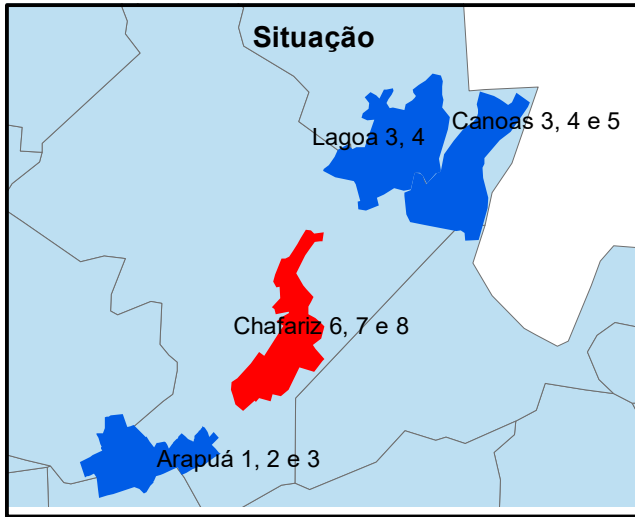 Situação
Canoas 3, 4 e 5
Lagoa 3, 4
Chafariz 6, 7 e 8
Arapuá 1, 2 e 3